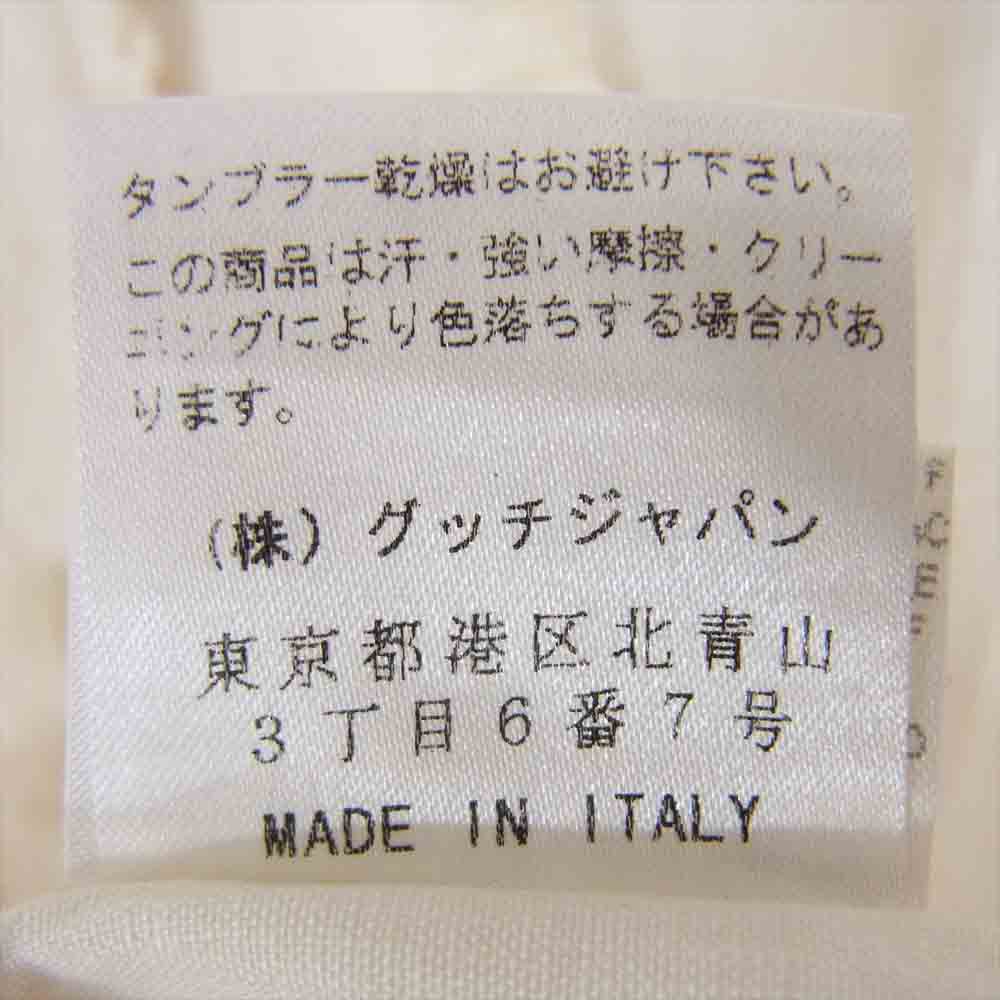 タンブラー乾燥はお避け下さい。
この商品は汗・強い摩擦・クリー
ニングにより色落ちする場合があ
ります。
(株) グッチジャパン
東京都港区北青山
3丁目6番7号
MADE IN ITALY